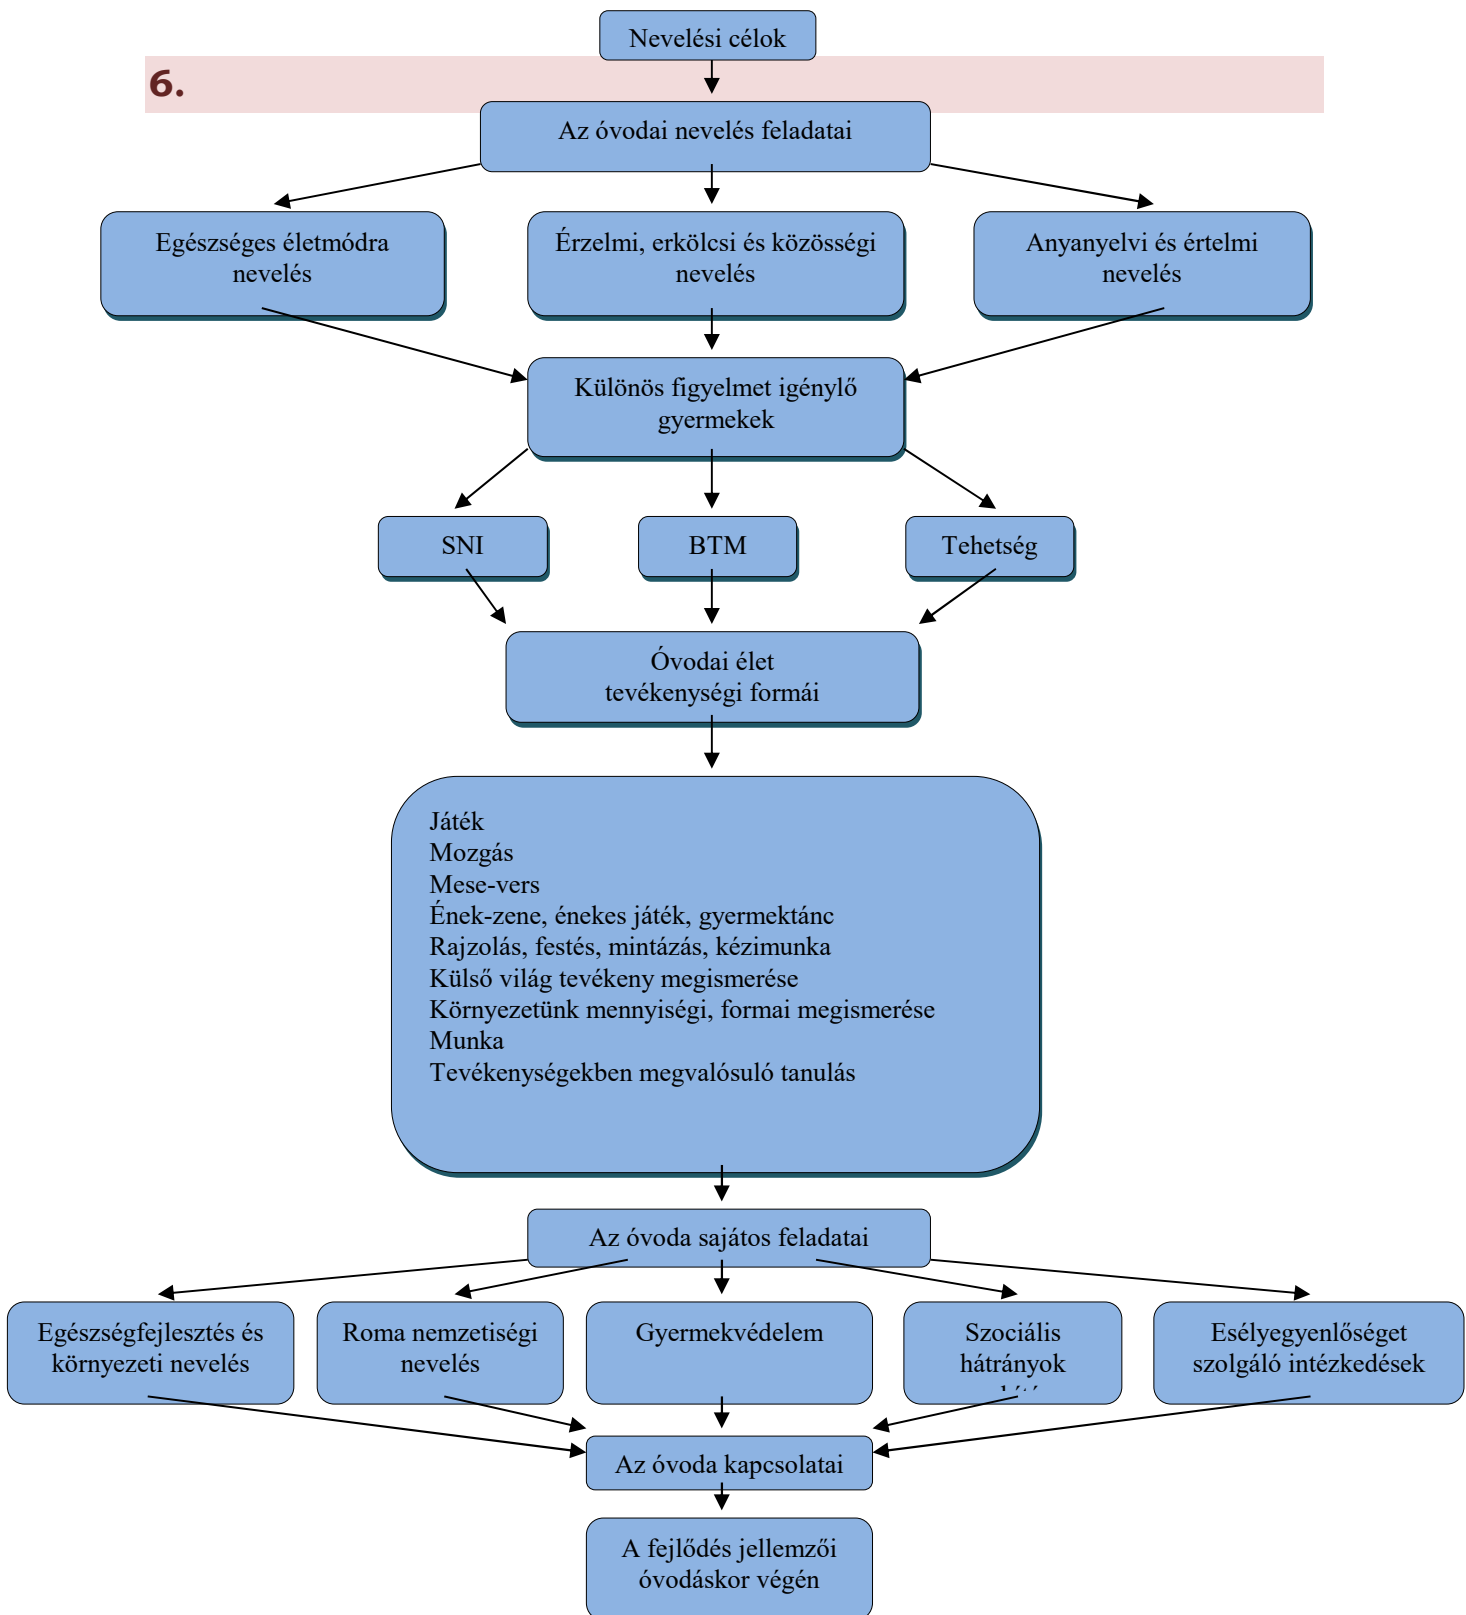 Nevelési célok
6.
Az óvodai nevelés feladatai
Egészséges életmódra
nevelés
Érzelmi, erkölcsi és közösségi
nevelés
Anyanyelvi és értelmi
nevelés
Különös figyelmet igénylő
gyermekek
SNI
BTM
Tehetség
Óvodai élet
tevékenységi formái
Játék
Mozgás
Mese-vers
Ének-zene, énekes játék, gyermektánc
Rajzolás, festés, mintázás, kézimunka
Külső világ tevékeny megismerése
Környezetünk mennyiségi, formai megismerése
Munka
Tevékenységekben megvalósuló tanulás
Az óvoda sajátos feladatai
Egészségfejlesztés és
környezeti nevelés
Roma nemzetiségi
nevelés
Gyermekvédelem
Szociális
hátrányok
Esélyegyenlőséget
szolgáló intézkedések
Az óvoda kapcsolatai
A fejlődés jellemzői
óvodáskor végén